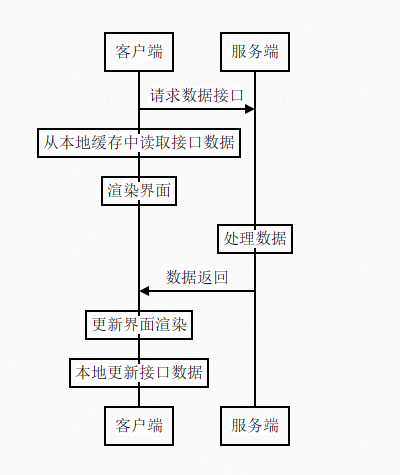 客户端
服务端
请求数据接口
从本地缓存中读取接口数据
渲染界面
处理数据
数据返回
更新界面渲染
本地更新接口数据
客户端
服务端